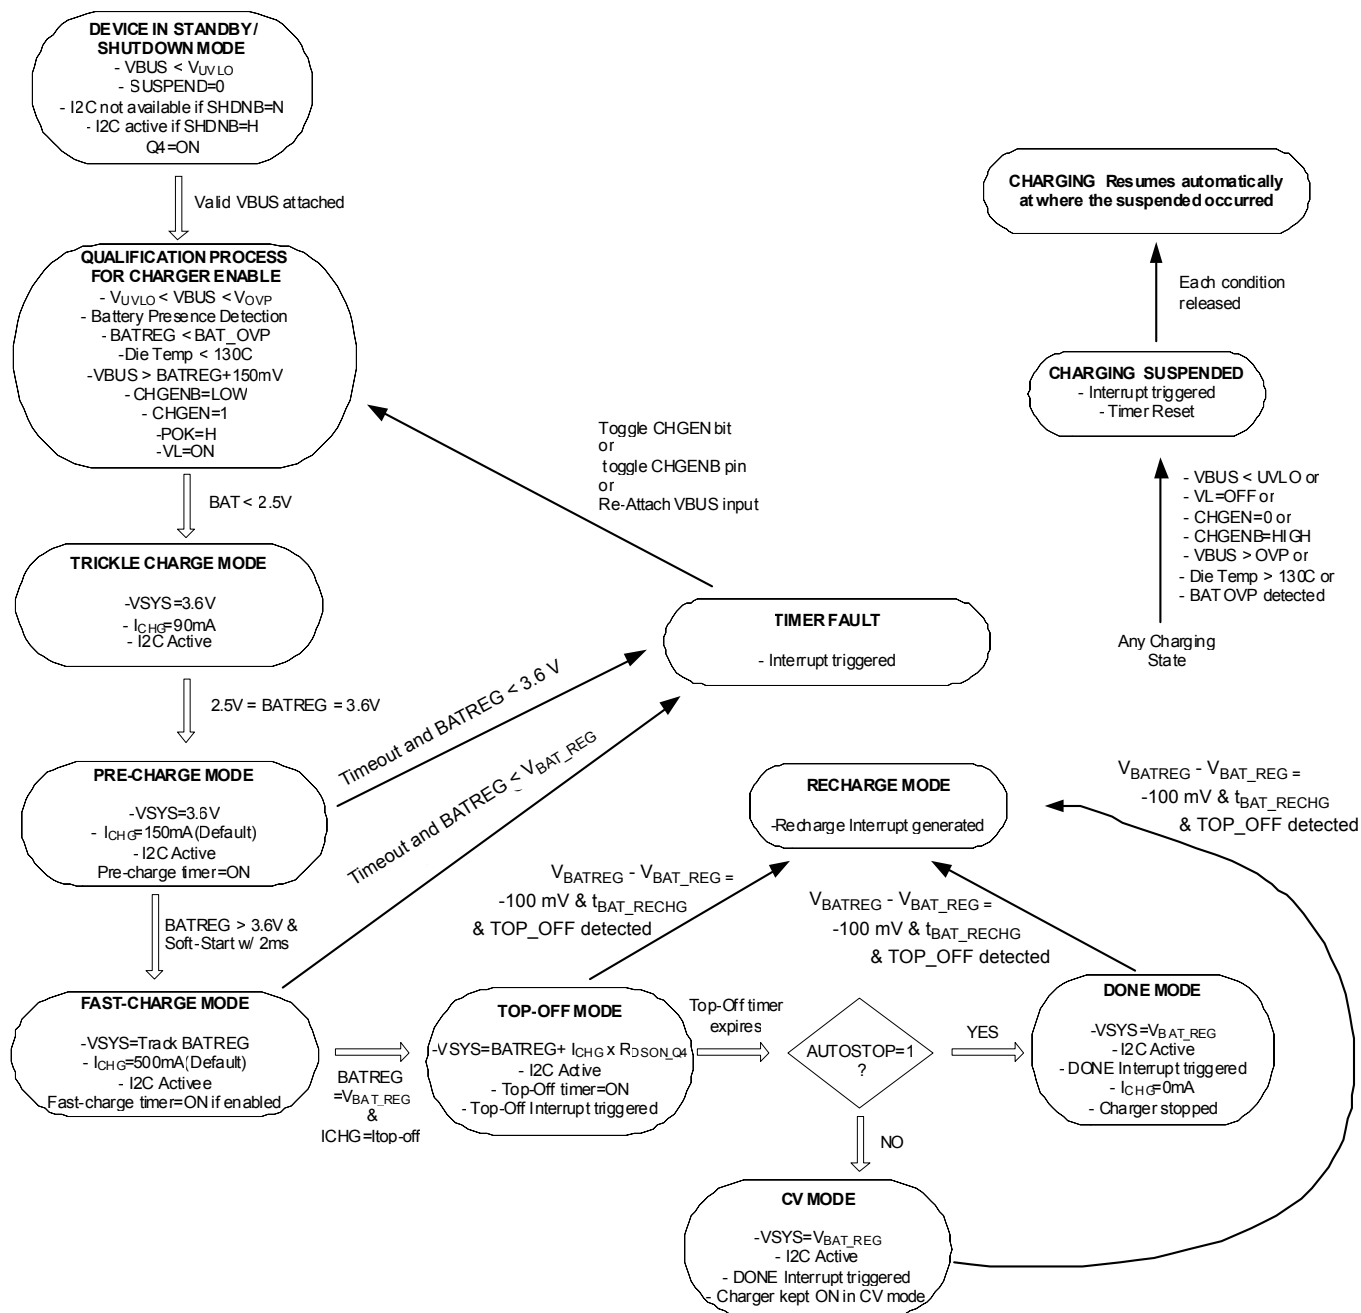 DEVICE IN STANDBY/
SHUTDOWN MODE
- VBUS < VUVLO
- SUSPEND=0
- I2C not available if SHDNB=N
- I2C active if SHDNB=H
Q4=ON
Valid VBUS attached
QUALIFICATION PROCESS
FOR CHARGER ENABLE
- VUVLO < VBUS < VOVP
- Battery Presence Detection
- BATREG < BAT_OVP
-Die Temp < 130C
-VBUS > BATREG+150mV
- CHGENB=LOW
- CHGEN=1
-POK=H
-VL=ON
BAT < 2.5V
TRICKLE CHARGE MODE
-VSYS=3.6V
- ICHG=90mA
- I2C Active
2.5V = BATREG = 3.6V
PRE-CHARGE MODE
-VSYS=3.6V
- ICHG=150mA(Default)
- I2C Active
Pre-charge timer=ON
BATREG > 3.6V &
Soft-Start w/ 2ms
FAST-CHARGE MODE
-VSYS=Track BATREG
- ICHG=500mA(Default)
- I2C Activee
Fast-charge timer=ON if enabled
BATREG
=VBAT_REG
&
ICHG=Itop-off
Timeout and BATREG < 3.6 V
Timeout and BATREG < VBAT_REG
Toggle CHGEN bit
or
toggle CHGENB pin
or
Re-Attach VBUS input
TIMER FAULT
- Interrupt triggered
CHARGING Resumes automatically
at where the suspended occurred
Each condition
released
CHARGING SUSPENDED
- Interrupt triggered
- Timer Reset
- VBUS < UVLO or
- VL=OFF or
- CHGEN=0 or
- CHGENB=HIGH
- VBUS > OVP or
- Die Temp > 130C or
- BAT OVP detected
Any Charging
State
RECHARGE MODE
-Recharge Interrupt generated
VBATREG - VBAT_REG =
-100 mV & tBAT_RECHG
& TOP_OFF detected
VBATREG - VBAT_REG =
-100 mV & tBAT_RECHG
& TOP_OFF detected
VBATREG - VBAT_REG =
-100 mV & tBAT_RECHG
& TOP_OFF detected
TOP-OFF MODE
-VSYS=BATREG+ ICHG x RDSON_Q4
- I2C Active
- Top-Off timer=ON
- Top-Off Interrupt triggered
Top-Off timer
expires
AUTOSTOP=1
?
YES
NO
DONE MODE
-VSYS=VBAT_REG
- I2C Active
- DONE Interrupt triggered
- ICHG=0mA
- Charger stopped
CV MODE
-VSYS=VBAT_REG
- I2C Active
- DONE Interrupt triggered
- Charger kept ON in CV mode